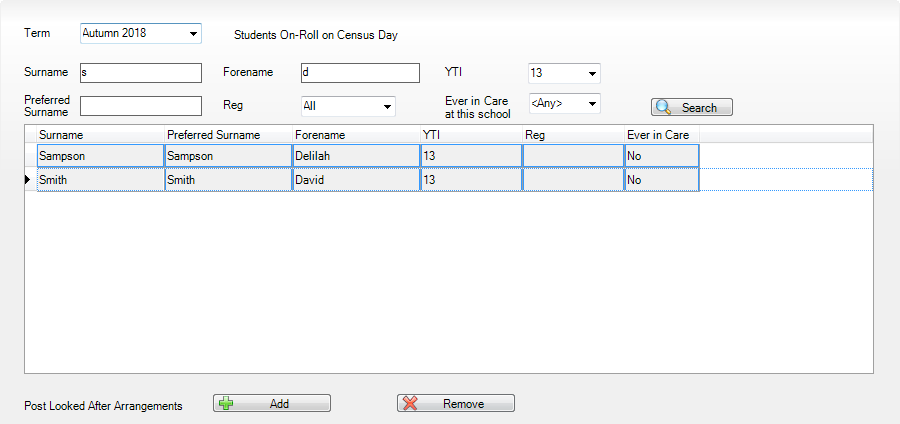 Term Autumn 2018 Students On-Roll on Census Day
Surname s Forename d YTI 13
Preferred Surname Reg All Ever in Care at this school <Any> Search
Surname Preferred Surname Forename YTI Reg Ever in Care
Sampson Sampson Delilah 13 No
Smith Smith David 13 No
Post Looked After Arrangements Add Remove